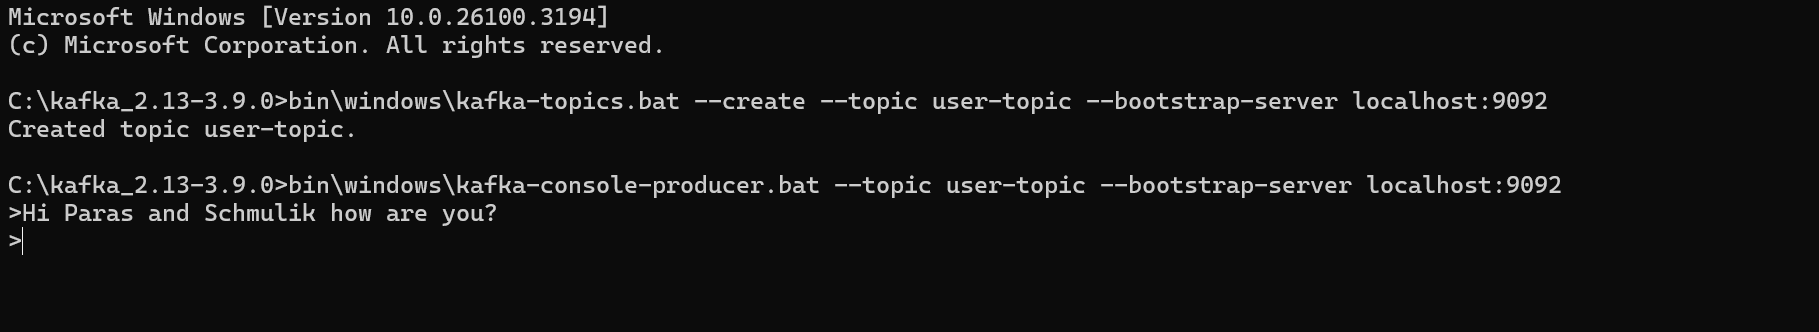 Microsoft Windows [Version 10.0.26100.3194]
(c) Microsoft Corporation. All rights reserved.
C:\kafka_2.13-3.9.0>bin\windows\kafka-topics.bat --create --topic user-topic --bootstrap-server localhost:9092
Created topic user-topic.
C:\kafka_2.13-3.9.0>bin\windows\kafka-console-producer.bat --topic user-topic --bootstrap-server localhost:9092
>Hi Paras and Schmulik how are you?
>